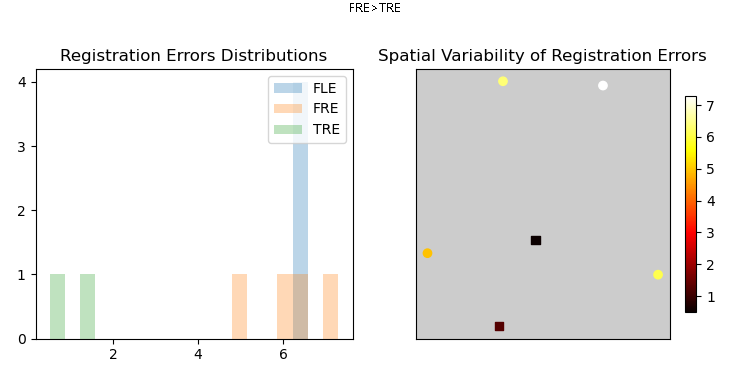 FRE>TRE
Registration Errors Distributions
Spatial Variability of Registration Errors
4
3
2
1
0
2
4
6
FLE
FRE
TRE
7
6
5
4
3
2
1